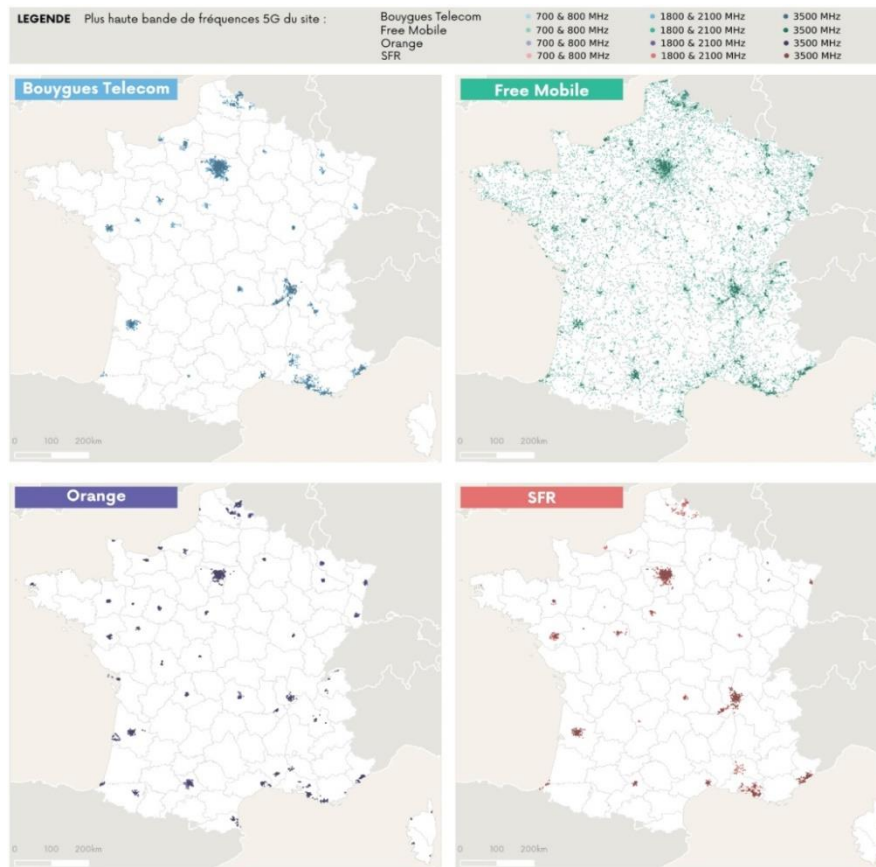 LEGENDE Plus haute bande de fréquences 5G du site :
Bouygues Telecom 700 & 800 MHz 1800 & 2100 MHz 3500 MHz
Free Mobile 700 & 800 MHz 1800 & 2100 MHz 3500 MHz
Orange 700 & 800 MHz 1800 & 2100 MHz 3500 MHz
SFR 700 & 800 MHz 1800 & 2100 MHz 3500 MHz
Bouygues Telecom
Free Mobile
0 100 200km
0 100 200km
Orange
SFR
0 100 200km
0 100 200km